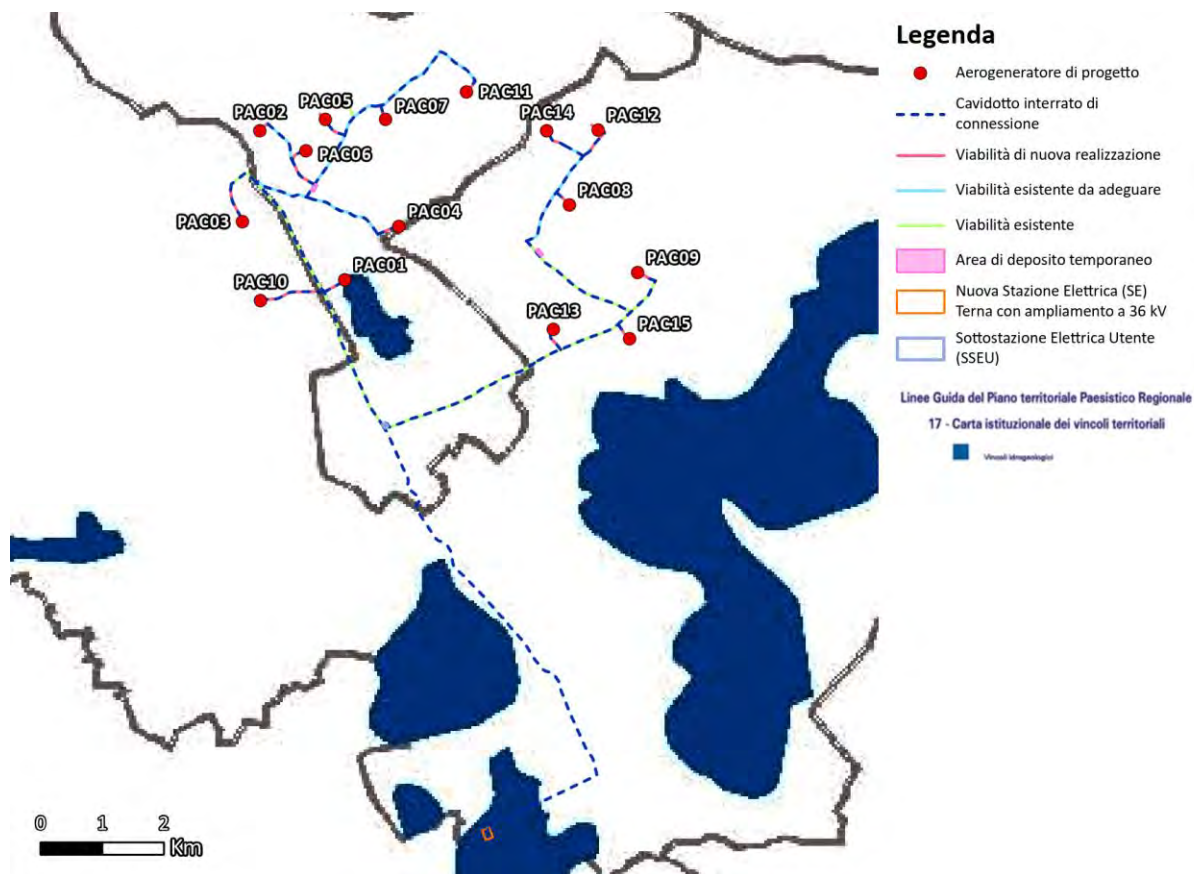 PAC02
PAC05
PAC07
PAC11
PAC14
PAC12
PAC06
PAC03
PAC04
PAC08
PAC10
PAC01
PAC09
PAC13
PAC15
0 1 2
Km
Legenda
Aerogeneratore di progetto
Cavidotto interrato di
connessione
Viabilità di nuova realizzazione
Viabilità esistente da adeguare
Viabilità esistente
Area di deposito temporaneo
Nuova Stazione Elettrica (SE)
Terna con ampliamento a 36 kV
Sottostazione Elettrica Utente
(SSEU)
Linee Guida del Piano territoriale Paesistico Regionale
17 - Carta istituzionale dei vincoli territoriali
Vincoli idrogeologici